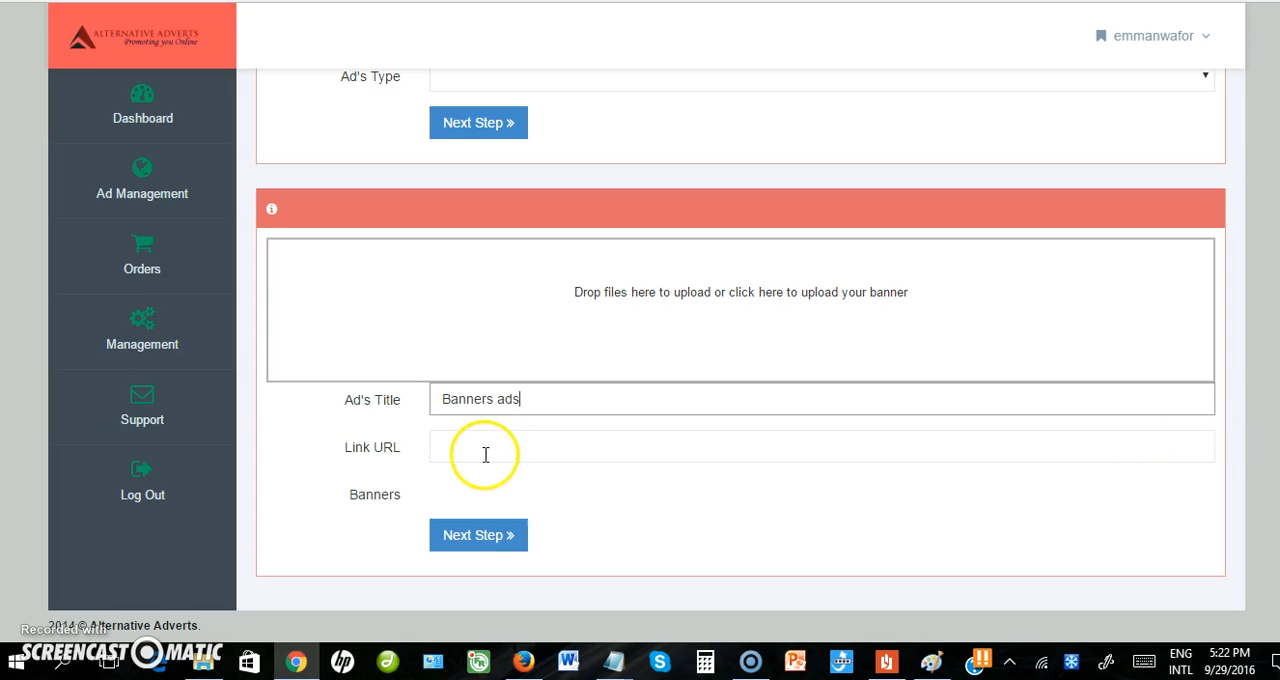 ALTERNATIVE ADVERTS
Promoting you Online
emmanwafor
Dashboard
Ad Management
Orders
Management
Support
Log Out
Ad's Type
Next Step »
Drop files here to upload or click here to upload your banner
Ad's Title
Banners ads
Link URL
Banners
Next Step »
2014 © Alternative Adverts.
Recorded with
SCREENCAST MATIC
ENG
INTL
5:22 PM
9/29/2016